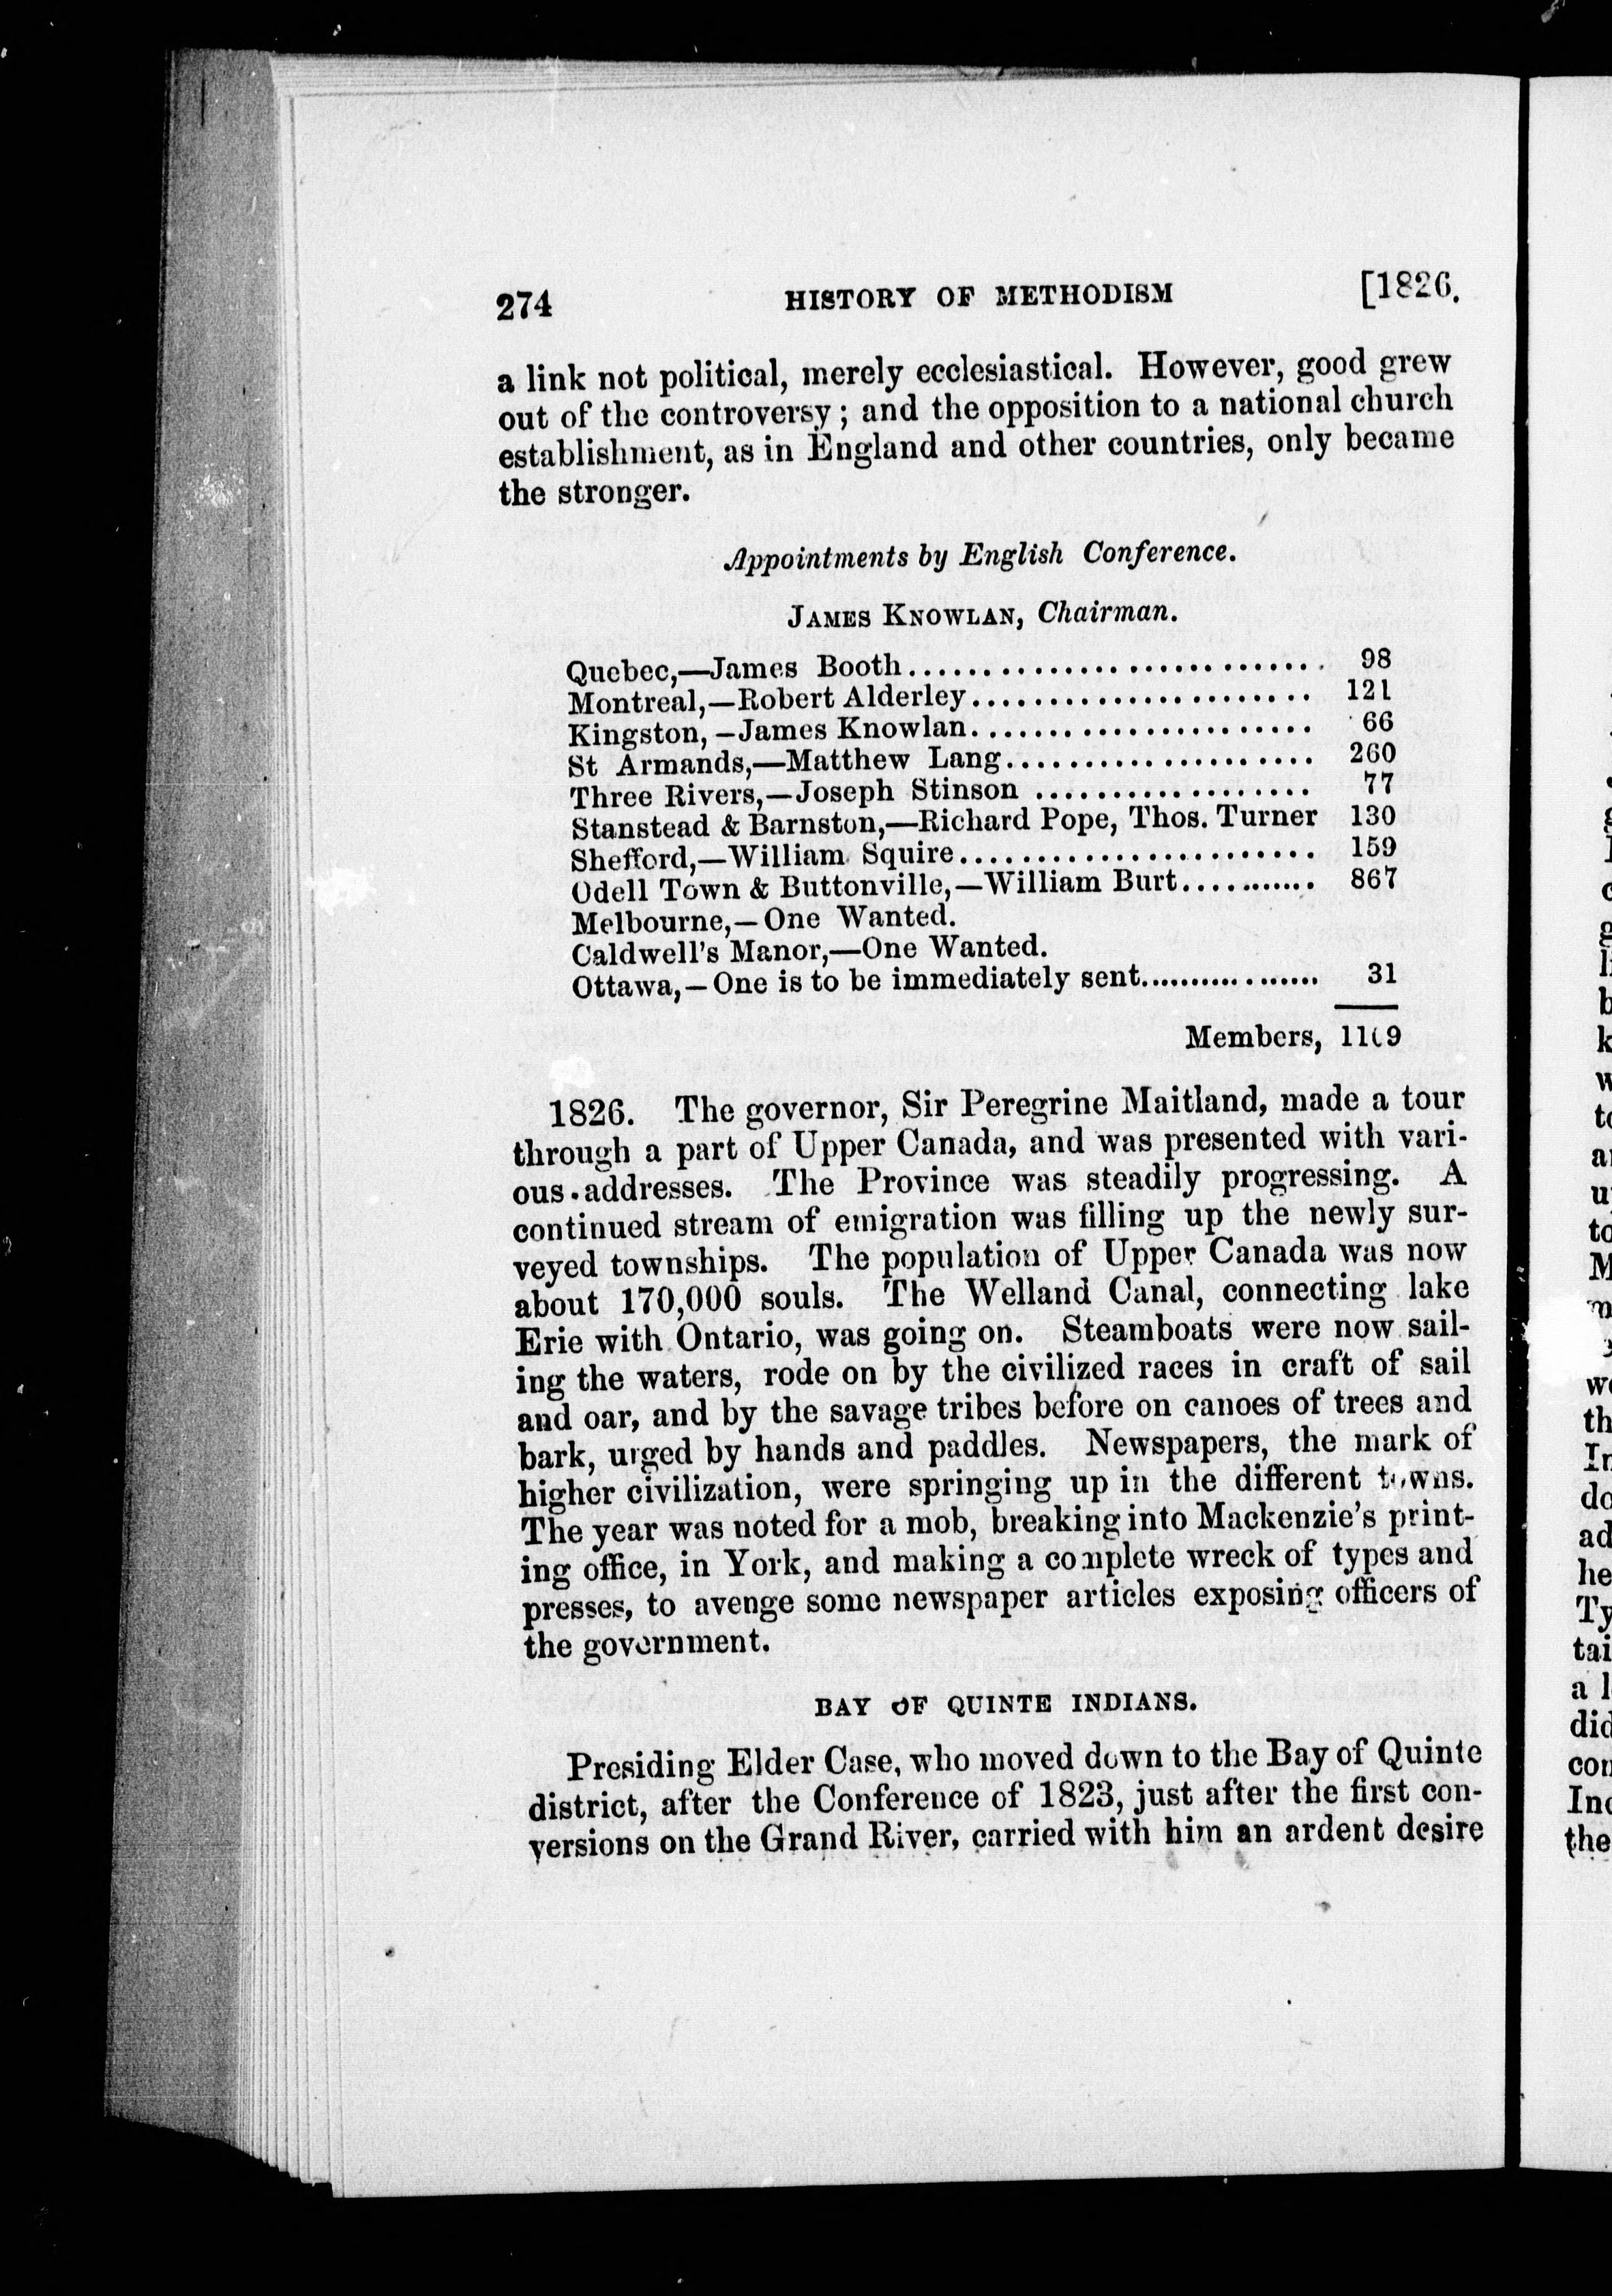 274 HISTORY OF METHODISM [1826.
a link not political, merely ecclesiastical. However, good grew
out of the controversy; and the opposition to a national church
establishment, as in England and other countries, only became
the stronger.
Appointments by English Conference.
JAMES KNOWLAN, Chairman.
Quebec,—James Booth............................ 98
Montreal,—Robert Alderley...................... 121
Kingston,—James Knowlan...................... 66
St Armands,—Matthew Lang.................... 260
Three Rivers,—Joseph Stinson .................. 77
Stanstead & Barnston,—Richard Pope, Thos. Turner 130
Shefford,—William Squire....................... 159
Odell Town & Buttonville,—William Burt............ 867
Melbourne,—One Wanted.
Caldwell's Manor,—One Wanted.
Ottawa,—One is to be immediately sent.................. 31
Members,
1826. The governor, Sir Peregrine Maitland, made a tour
through a part of Upper Canada, and was presented with vari-
ous addresses. The Province was steadily progressing. A
continued stream of emigration was filling up the newly sur-
veyed townships. The population of Upper Canada was now
about 170,000 souls. The Welland Canal, connecting lake
Erie with Ontario, was going on. Steamboats were now sail-
ing the waters, rode on by the civilized races in craft of sail
and oar, and by the savage tribes before on canoes of trees and
bark, urged by hands and paddles. Newspapers, the mark of
higher civilization, were springing up in the different towns.
The year was noted for a mob, breaking into Mackenzie's print-
ing office, in York, and making a complete wreck of types and
presses, to avenge some newspaper articles exposing officers of
the government.
BAY OF QUINTE INDIANS.
Presiding Elder Case, who moved down to the Bay of Quinte
district, after the Conference of 1823, just after the first con-
versions on the Grand River, carried with him an ardent desire